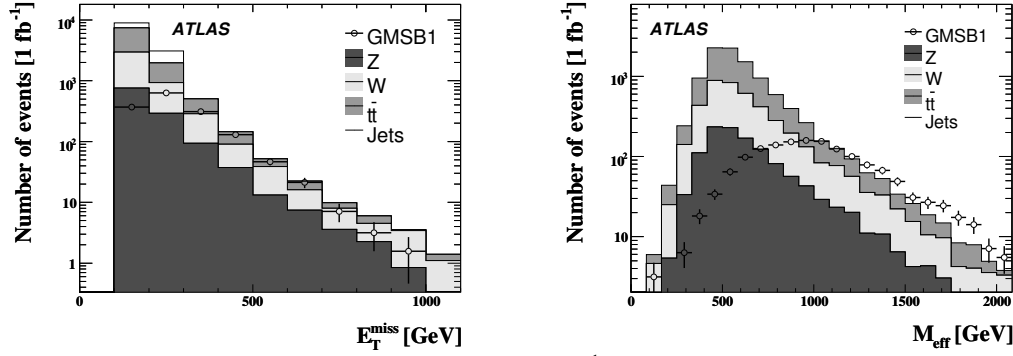 Number of events [1 fb⁻¹]
ATLAS
GMSB1
Z
W
tt̄
Jets
10⁴
10³
10²
10
1
0
500
1000
E_T^miss [GeV]
Number of events [1 fb⁻¹]
ATLAS
GMSB1
Z
W
tt̄
Jets
10³
10²
10
0
500
1000
1500
2000
M_eff [GeV]